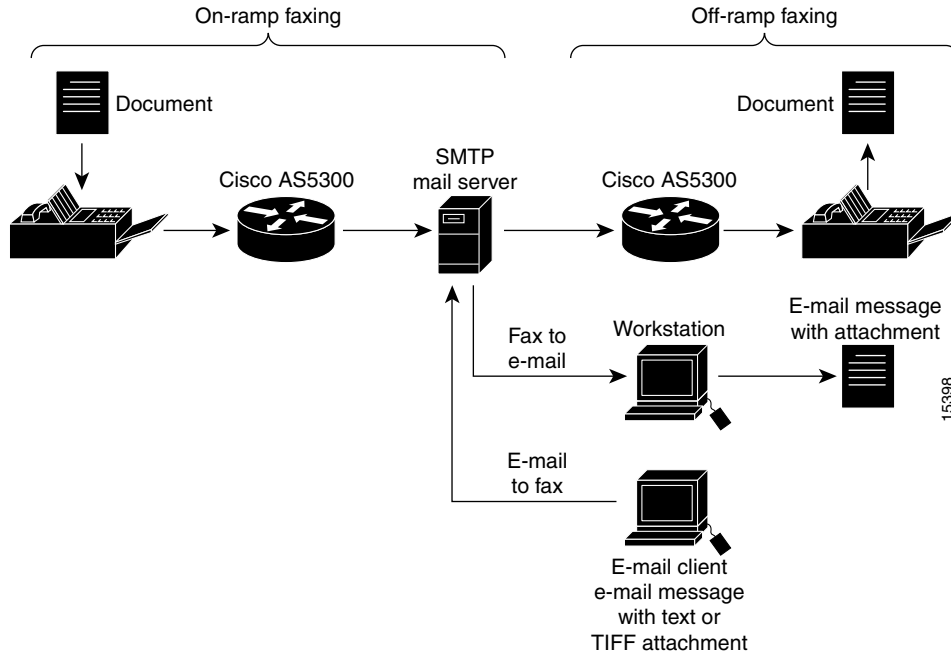 On-ramp faxing
Off-ramp faxing
Document
Document
Cisco AS5300
SMTP
mail server
Cisco AS5300
Fax to
e-mail
Workstation
E-mail message
with attachment
15398
E-mail
to fax
E-mail client
e-mail message
with text or
TIFF attachment